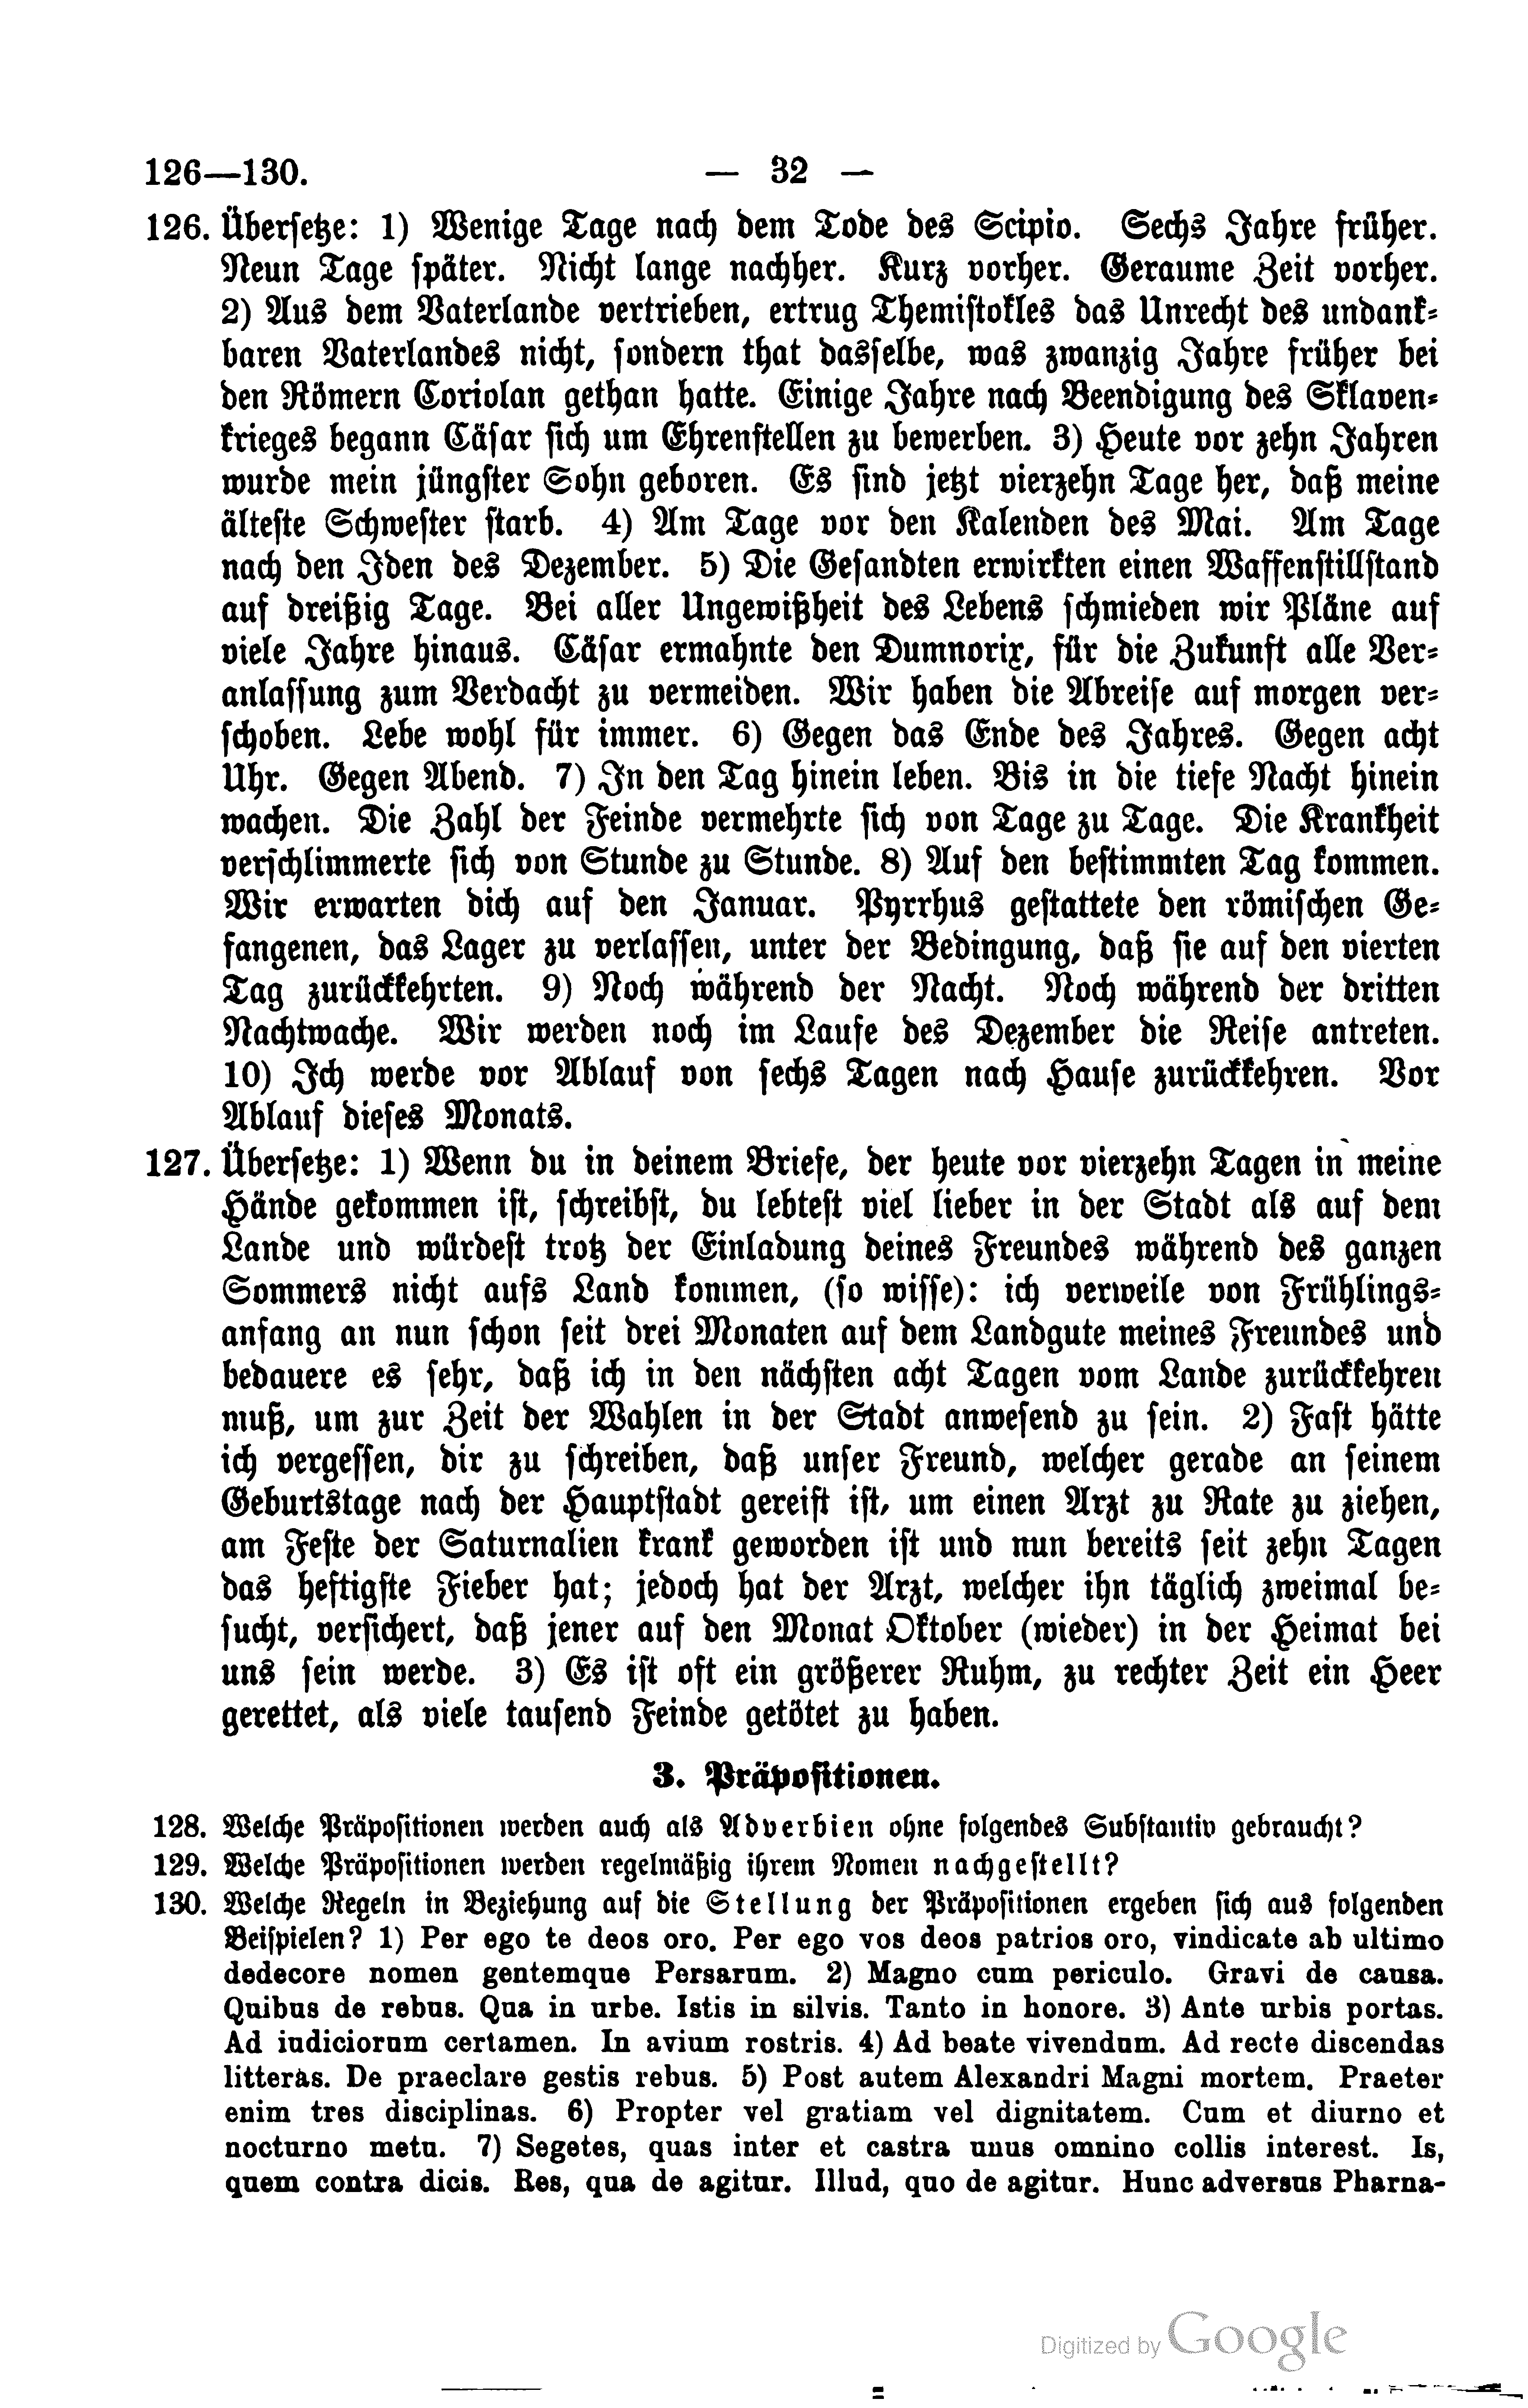 126—130.
— 32 —
126. Übersetze: 1) Wenige Tage nach dem Tode des Scipio. Sechs Jahre früher.
Neun Tage später. Nicht lange nachher. Kurz vorher. Geraume Zeit vorher.
2) Aus dem Vaterlande vertrieben, ertrug Themistokles das Unrecht des undank-
baren Vaterlandes nicht, sondern that dasselbe, was zwanzig Jahre früher bei
den Römern Coriolan gethan hatte. Einige Jahre nach Beendigung des Sklaven-
krieges begann Cäsar sich um Ehrenstellen zu bewerben. 3) Heute vor zehn Jahren
wurde mein jüngster Sohn geboren. Es sind jetzt vierzehn Tage her, daß meine
älteste Schwester starb. 4) Am Tage vor den Kalenden des Mai. Am Tage
nach den Iden des Dezember. 5) Die Gesandten erwirkten einen Waffenstillstand
auf dreißig Tage. Bei aller Ungewißheit des Lebens schmieden wir Pläne auf
viele Jahre hinaus. Cäsar ermahnte den Dumnorix, für die Zukunft alle Ver-
anlassung zum Verdacht zu vermeiden. Wir haben die Abreise auf morgen ver-
schoben. Lebe wohl für immer. 6) Gegen das Ende des Jahres. Gegen acht
Uhr. Gegen Abend. 7) In den Tag hinein leben. Bis in die tiefe Nacht hinein
wachen. Die Zahl der Feinde vermehrte sich von Tage zu Tage. Die Krankheit
verschlimmerte sich von Stunde zu Stunde. 8) Auf den bestimmten Tag kommen.
Wir erwarten dich auf den Januar. Pyrrhus gestattete den römischen Ge-
fangenen, das Lager zu verlassen, unter der Bedingung, daß sie auf den vierten
Tag zurückkehrten. 9) Noch während der Nacht. Noch während der dritten
Nachtwache. Wir werden noch im Laufe des Dezember die Reise antreten.
10) Ich werde vor Ablauf von sechs Tagen nach Hause zurückkehren. Vor
Ablauf dieses Monats.
127. Übersetze: 1) Wenn du in deinem Briefe, der heute vor vierzehn Tagen in meine
Hände gekommen ist, schreibst, du lebtest viel lieber in der Stadt als auf dem
Lande und würdest trotz der Einladung deines Freundes während des ganzen
Sommers nicht aufs Land kommen, (so wisse): ich verweile von Frühlings-
anfang an nun schon seit drei Monaten auf dem Landgute meines Freundes und
bedauere es sehr, daß ich in den nächsten acht Tagen vom Lande zurückkehren
muß, um zur Zeit der Wahlen in der Stadt anwesend zu sein. 2) Fast hätte
ich vergessen, dir zu schreiben, daß unser Freund, welcher gerade an seinem
Geburtstage nach der Hauptstadt gereist ist, um einen Arzt zu Rate zu ziehen,
am Feste der Saturnalien krank geworden ist und nun bereits seit zehn Tagen
das heftigste Fieber hat; jedoch hat der Arzt, welcher ihn täglich zweimal be-
sucht, versichert, daß jener auf den Monat Oktober (wieder) in der Heimat bei
uns sein werde. 3) Es ist oft ein größerer Ruhm, zu rechter Zeit ein Heer
gerettet, als viele tausend Feinde getötet zu haben.
3. Präpositionen.
128. Welche Präpositionen werden auch als Adverbien ohne folgendes Substantiv gebraucht?
129. Welche Präpositionen werden regelmäßig ihrem Nomen nachgestellt?
130. Welche Regeln in Beziehung auf die Stellung der Präpositionen ergeben sich aus folgenden
Beispielen? 1) Per ego te deos oro. Per ego vos deos patrios oro, vindicate ab ultimo
dedecore nomen gentemque Persarum. 2) Magno cum periculo. Gravi de causa.
Quibus de rebus. Qua in urbe. Istis in silvis. Tanto in honore. 3) Ante urbis portas.
Ad iudiciorum certamen. In avium rostris. 4) Ad beate vivendum. Ad recte discendas
litteras. De praeclare gestis rebus. 5) Post autem Alexandri Magni mortem. Praeter
enim tres disciplinas. 6) Propter vel gratiam vel dignitatem. Cum et diurno et
nocturno metu. 7) Segetes, quas inter et castra unus omnino collis interest. Is,
quem contra dicis. Res, qua de agitur. Illud, quo de agitur. Hunc adversus Pharna-
Digitized by Google